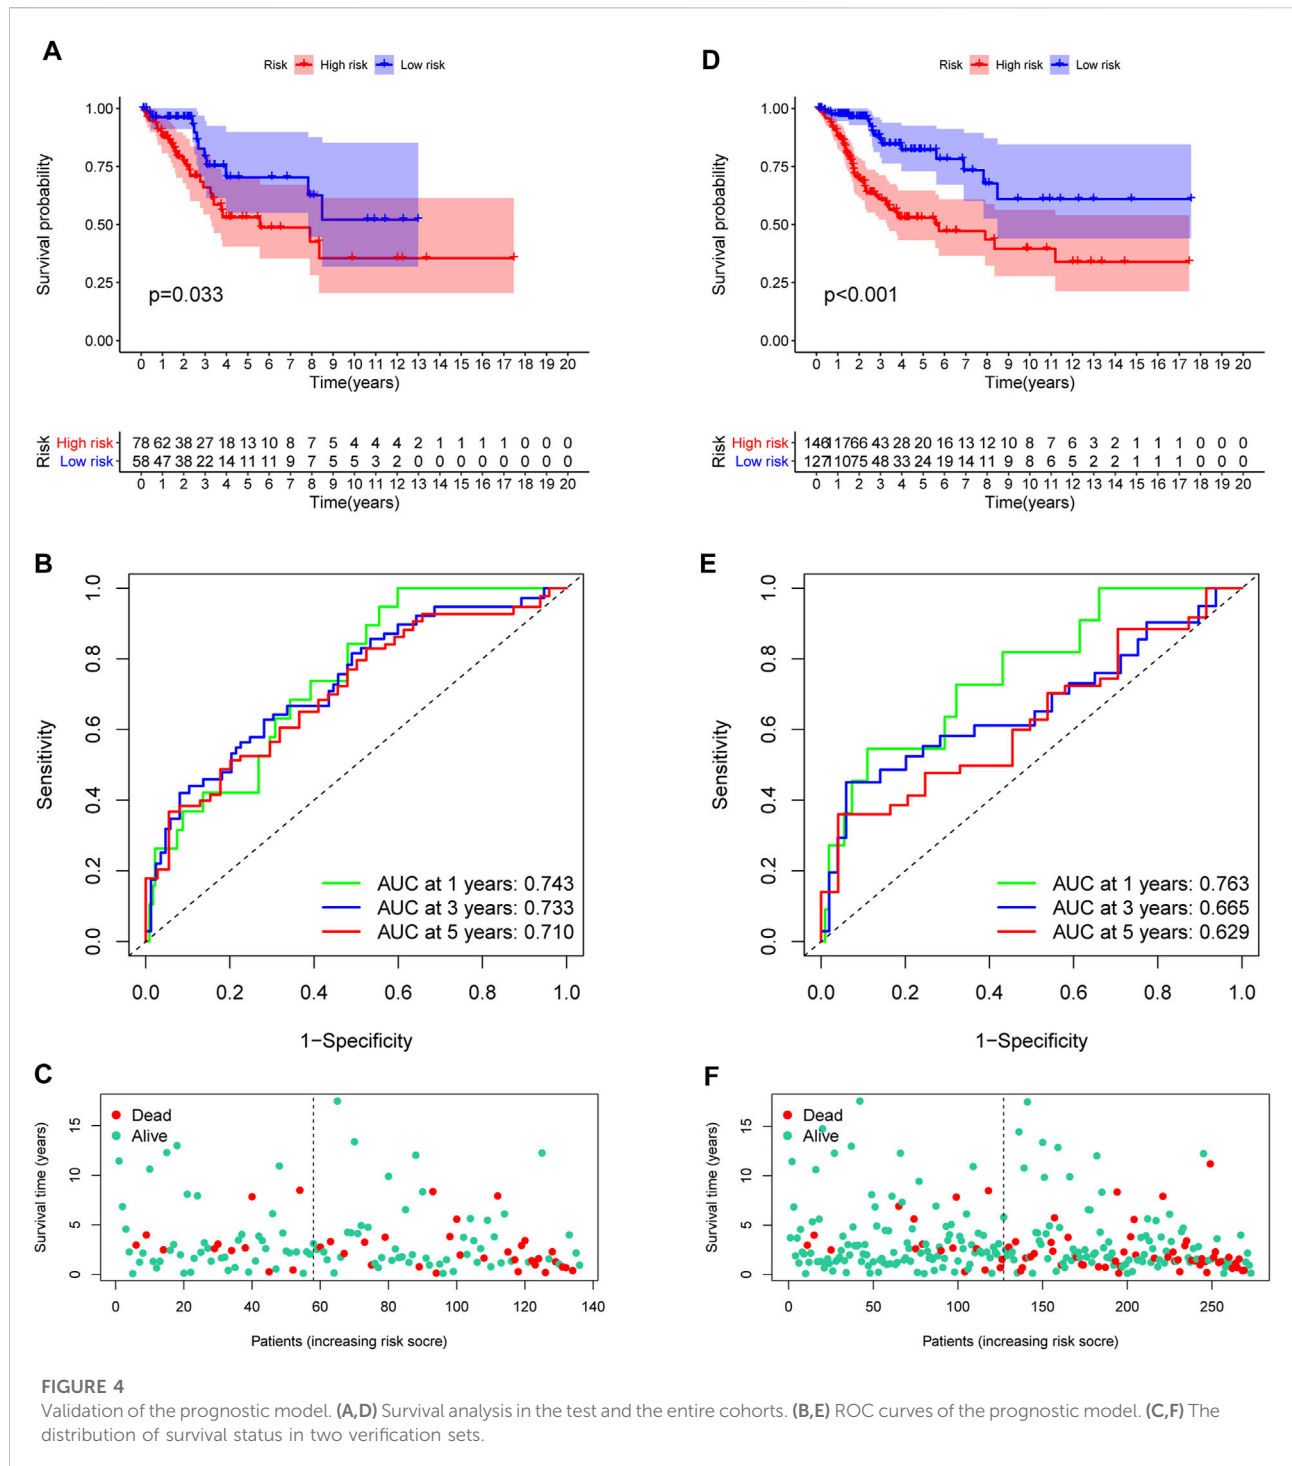 A
Risk High risk Low risk
Survival probability
1.00
0.75
0.50
0.25
0.00
p=0.033
0 1 2 3 4 5 6 7 8 9 10 11 12 13 14 15 16 17 18 19 20
Time(years)
Risk
High risk 78 62 38 27 18 13 10 8 7 5 4 4 4 2 1 1 1 1 0 0 0
Low risk 58 47 38 22 14 11 11 9 7 5 5 3 2 0 0 0 0 0 0 0 0
0 1 2 3 4 5 6 7 8 9 10 11 12 13 14 15 16 17 18 19 20
Time(years)
D
Risk High risk Low risk
Survival probability
1.00
0.75
0.50
0.25
0.00
p<0.001
0 1 2 3 4 5 6 7 8 9 10 11 12 13 14 15 16 17 18 19 20
Time(years)
Risk
High risk 146 117 66 43 28 20 16 13 12 10 8 7 6 3 2 1 1 1 0 0 0
Low risk 127 110 75 48 33 24 19 14 11 9 8 6 5 2 2 1 1 1 0 0 0
0 1 2 3 4 5 6 7 8 9 10 11 12 13 14 15 16 17 18 19 20
Time(years)
B
Sensitivity
1.0
0.8
0.6
0.4
0.2
0.0
AUC at 1 years: 0.743
AUC at 3 years: 0.733
AUC at 5 years: 0.710
0.0 0.2 0.4 0.6 0.8 1.0
1−Specificity
E
Sensitivity
1.0
0.8
0.6
0.4
0.2
0.0
AUC at 1 years: 0.763
AUC at 3 years: 0.665
AUC at 5 years: 0.629
0.0 0.2 0.4 0.6 0.8 1.0
1−Specificity
C
Survival time (years)
15
10
5
0
Dead
Alive
0 20 40 60 80 100 120 140
Patients (increasing risk socre)
F
Survival time (years)
15
10
5
0
Dead
Alive
0 50 100 150 200 250
Patients (increasing risk socre)
FIGURE 4
Validation of the prognostic model. (A,D) Survival analysis in the test and the entire cohorts. (B,E) ROC curves of the prognostic model. (C,F) The
distribution of survival status in two verification sets.